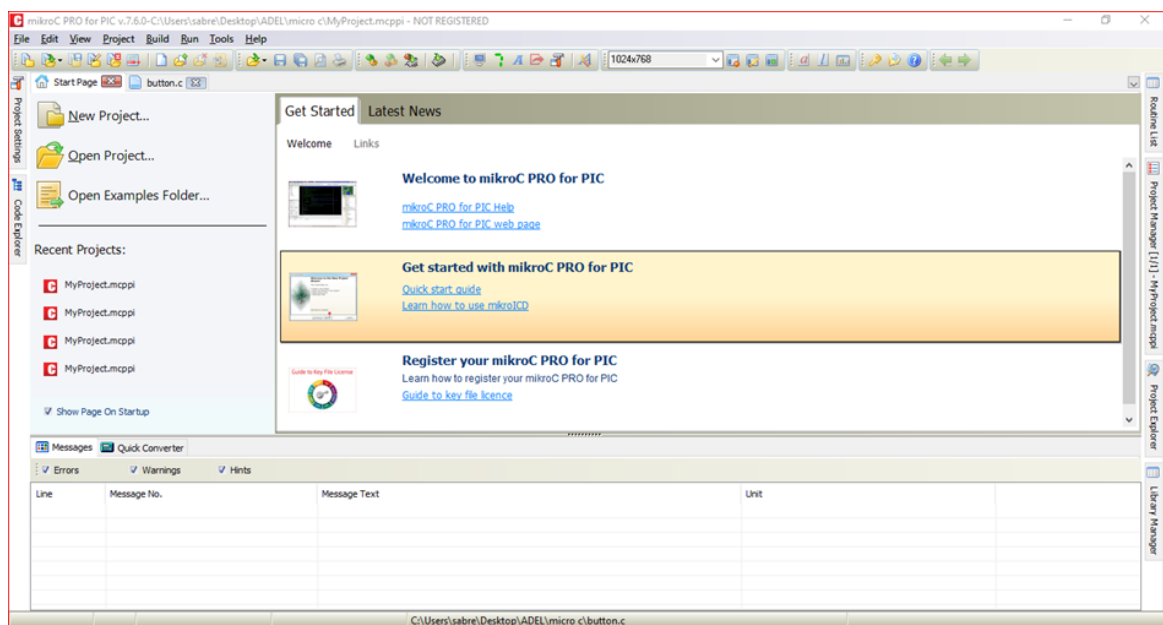 mikroC PRO for PIC v.7.6.0-C:\Users\sabre\Desktop\ADEL\micro c\MyProject.mcppi - NOT REGISTERED
File Edit View Project Build Run Tools Help
1024x768
Start Page button.c
Project Settings
Code Explorer
New Project...
Open Project...
Open Examples Folder...
Recent Projects:
MyProject.mcppi
MyProject.mcppi
MyProject.mcppi
MyProject.mcppi
Show Page On Startup
Get Started Latest News
Welcome Links
Welcome to mikroC PRO for PIC
mikroC PRO for PIC Help
mikroC PRO for PIC web page
Get started with mikroC PRO for PIC
Quick start guide
Learn how to use mikroICD
Guide to Key File License
Register your mikroC PRO for PIC
Learn how to register your mikroC PRO for PIC
Guide to key file licence
Routine List
Project Manager [1/1] - MyProject.mcppi
Project Explorer
Library Manager
Messages Quick Converter
Errors Warnings Hints
Line Message No. Message Text Unit
C:\Users\sabre\Desktop\ADEL\micro c\button.c